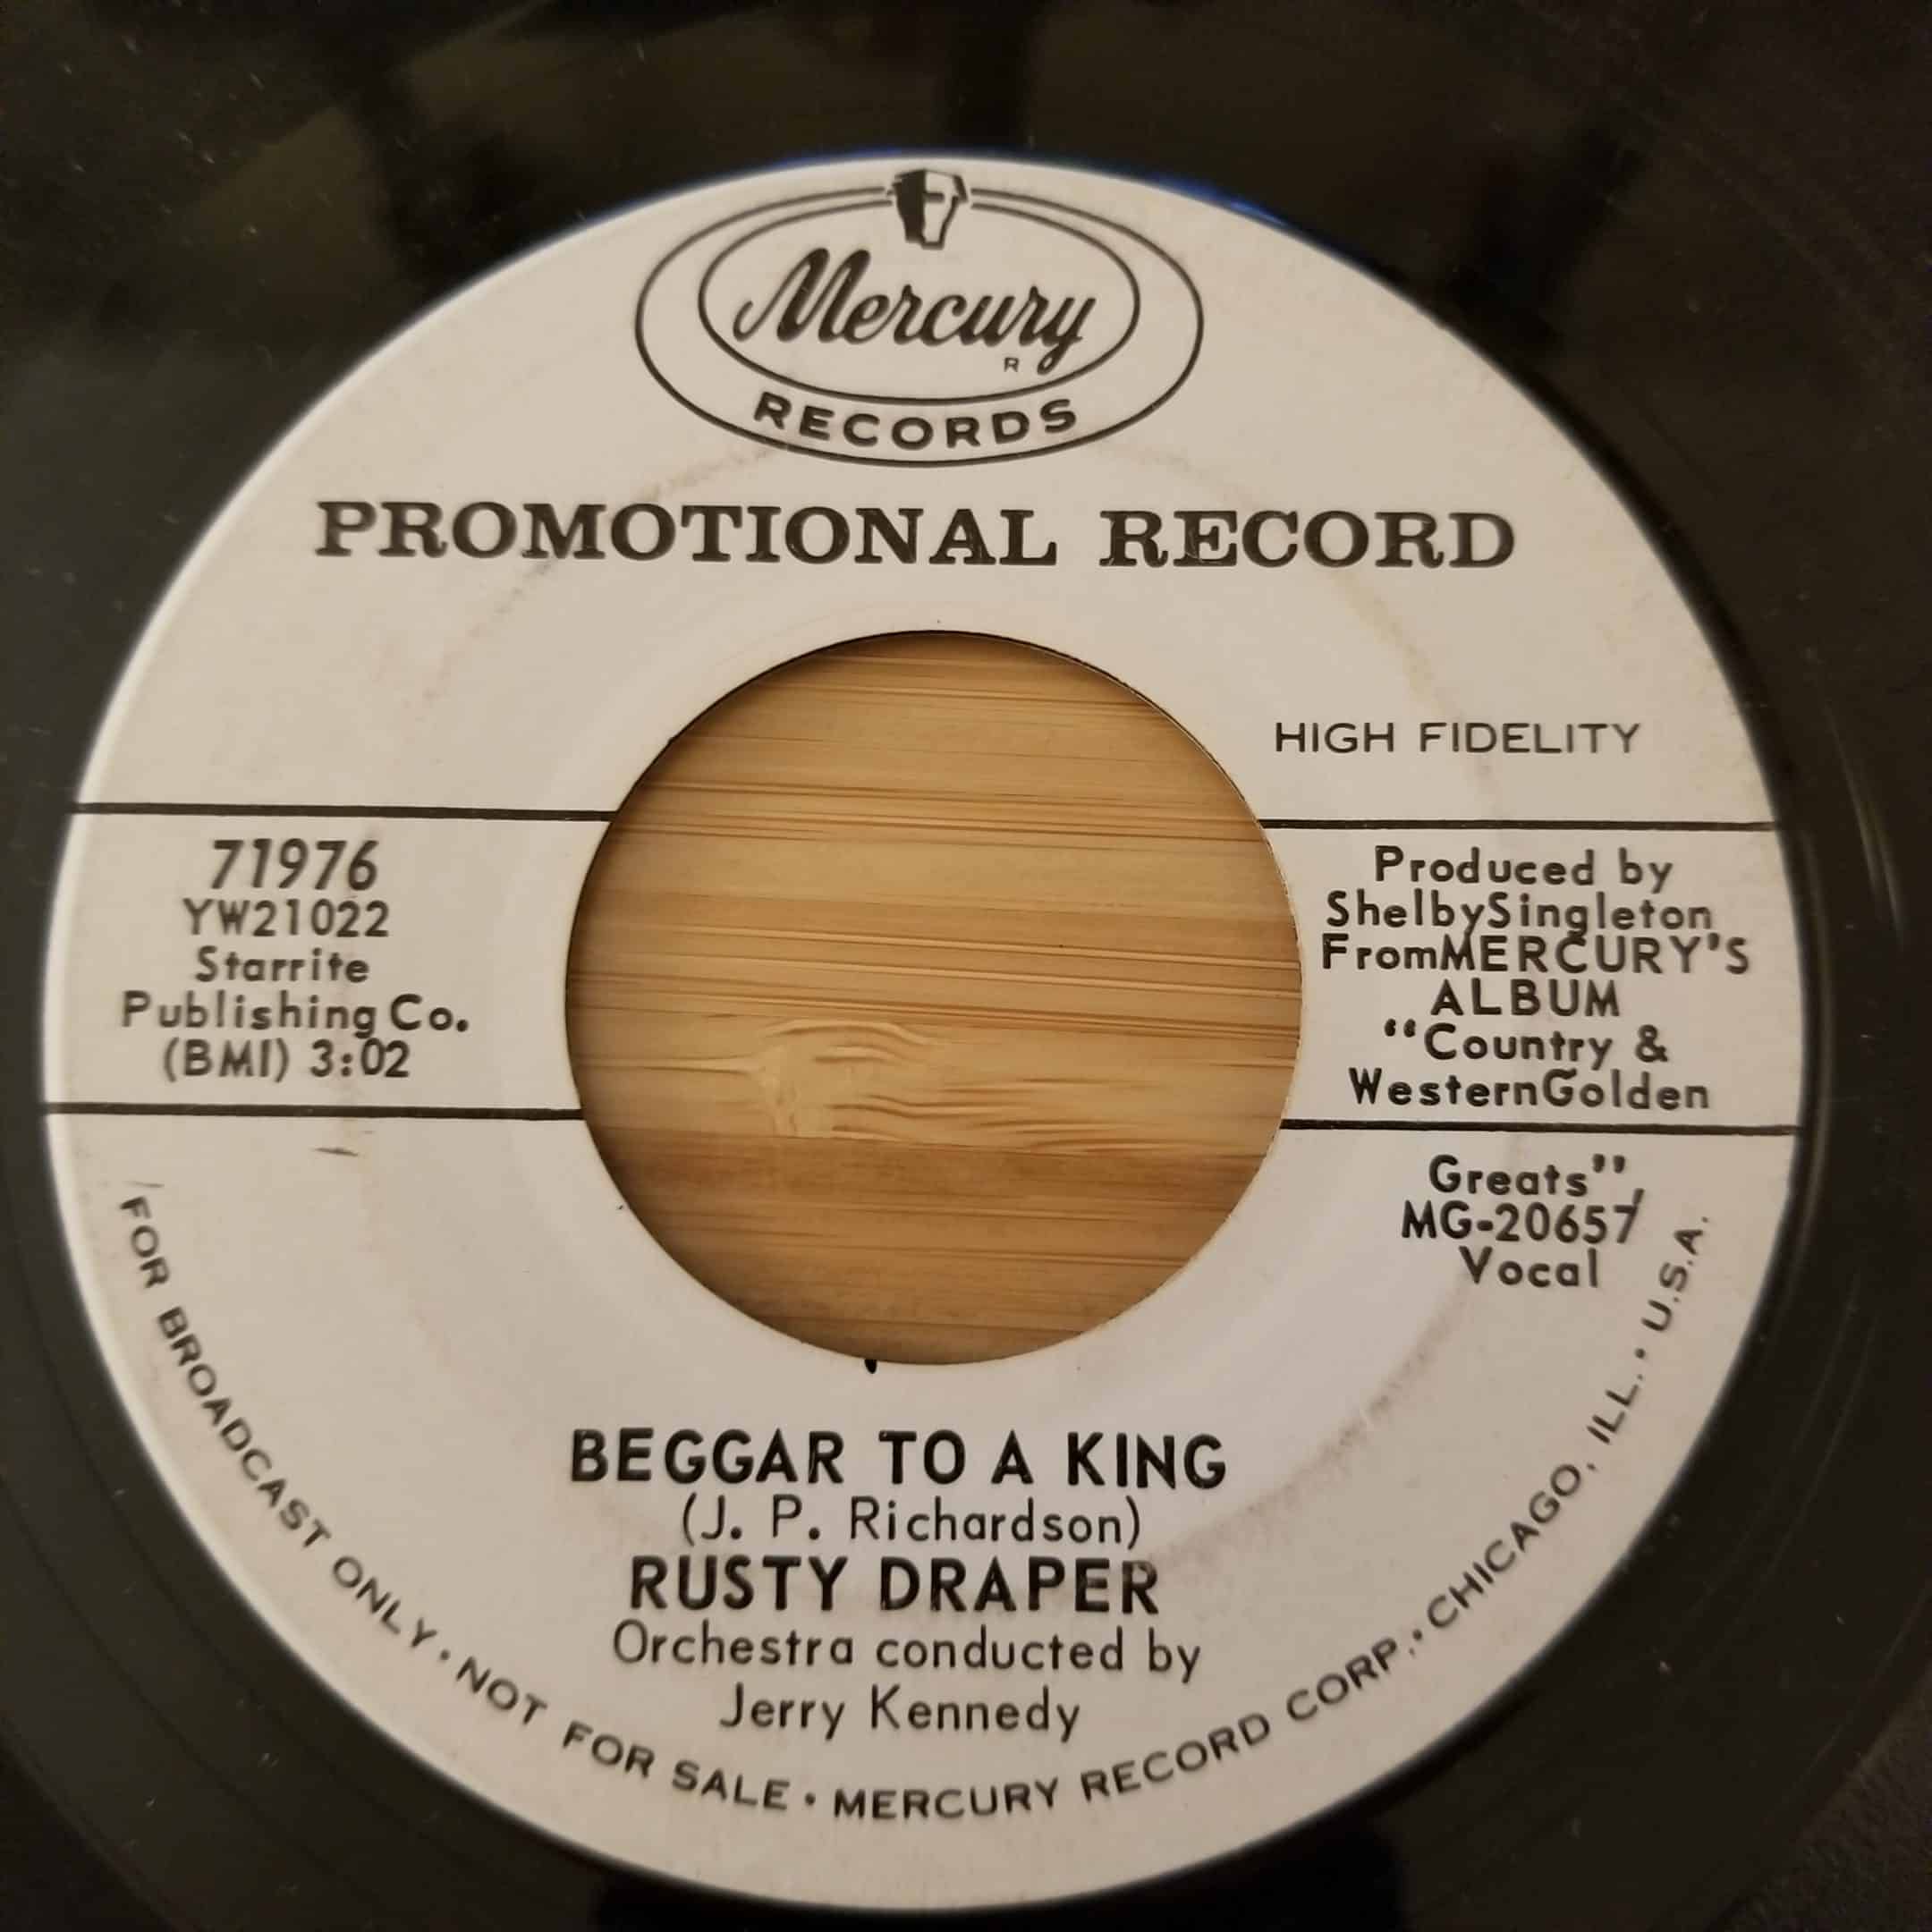 Mercury
R
RECORDS
PROMOTIONAL RECORD
HIGH FIDELITY
71976
YW21022
Starrite
Publishing Co.
(BMI) 3:02
Produced by
ShelbySingleton
FromMERCURY'S
ALBUM
"Country &
WesternGolden
Greats"
MG-20657
Vocal
BEGGAR TO A KING
(J. P. Richardson)
RUSTY DRAPER
Orchestra conducted by
Jerry Kennedy
FOR BROADCAST ONLY • NOT FOR SALE • MERCURY RECORD CORP. • CHICAGO, ILL. • U.S.A.